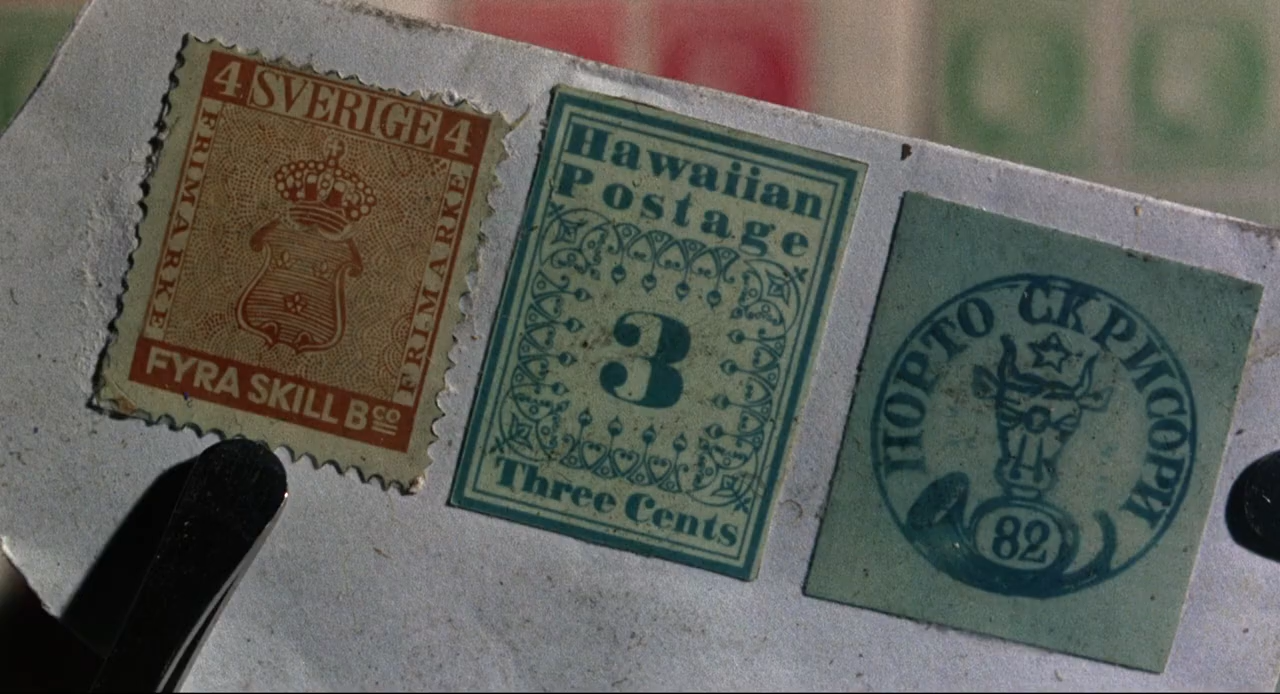 4 SVERIGE 4
FRIMARKE
FRIMARKE
FYRA SKILL Bco
Hawaiian
Postage
3
Three Cents
ПОРТО СКРИСОРИ
82